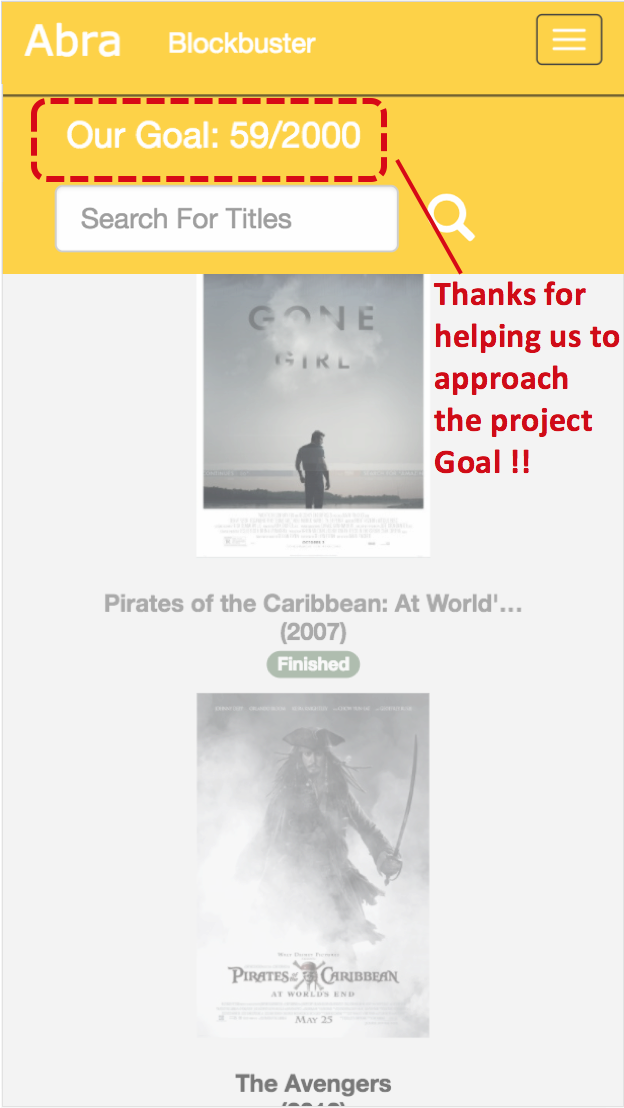 Abra
Blockbuster
Our Goal: 59/2000
Search For Titles
Thanks for
helping us to
approach
the project
Goal !!
GONE
GIRL
Pirates of the Caribbean: At World'...
(2007)
Finished
PIRATES of the CARIBBEAN
AT WORLD'S END
MAY 25
The Avengers